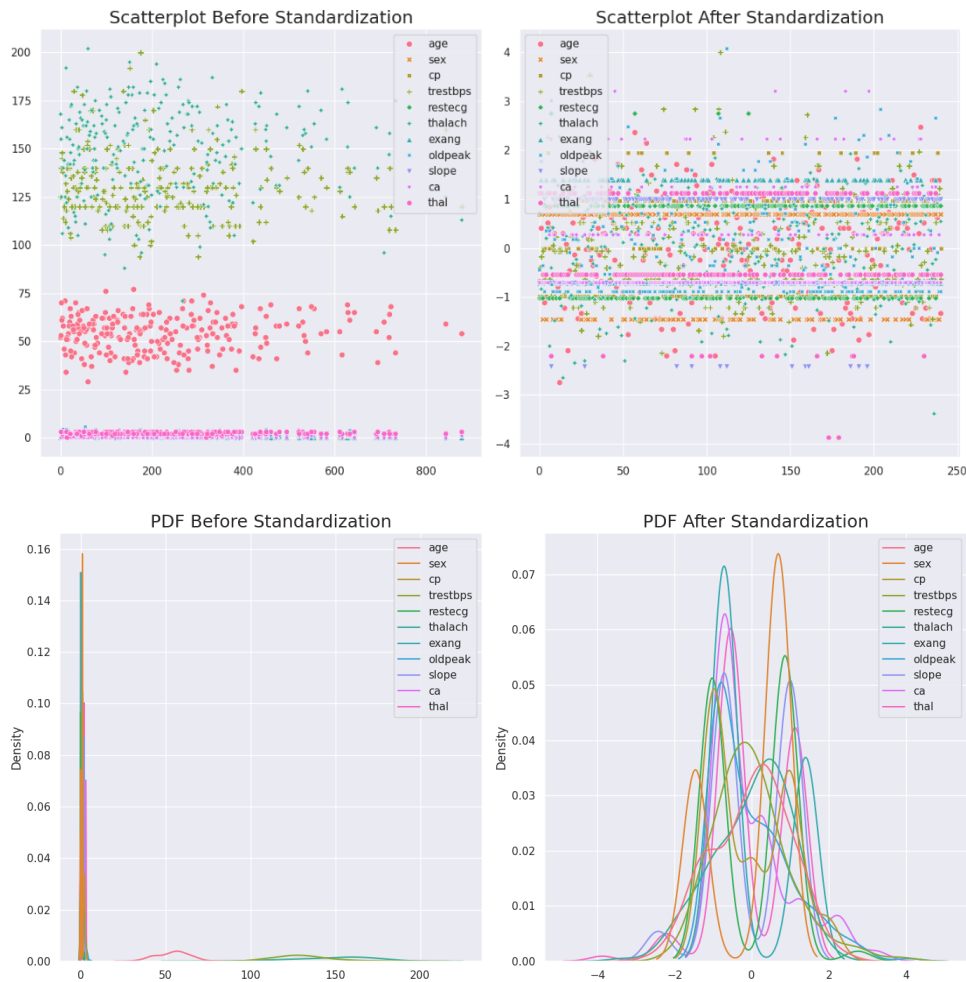 Scatterplot Before Standardization
200
175
150
125
100
75
50
25
0
0
200
400
600
800
age
sex
cp
trestbps
restecg
thalach
exang
oldpeak
slope
ca
thal
Scatterplot After Standardization
4
3
2
1
0
−1
−2
−3
−4
0
50
100
150
200
250
age
sex
cp
trestbps
restecg
thalach
exang
oldpeak
slope
ca
thal
PDF Before Standardization
Density
0.16
0.14
0.12
0.10
0.08
0.06
0.04
0.02
0.00
0
50
100
150
200
age
sex
cp
trestbps
restecg
thalach
exang
oldpeak
slope
ca
thal
PDF After Standardization
Density
0.07
0.06
0.05
0.04
0.03
0.02
0.01
0.00
−4
−2
0
2
4
age
sex
cp
trestbps
restecg
thalach
exang
oldpeak
slope
ca
thal